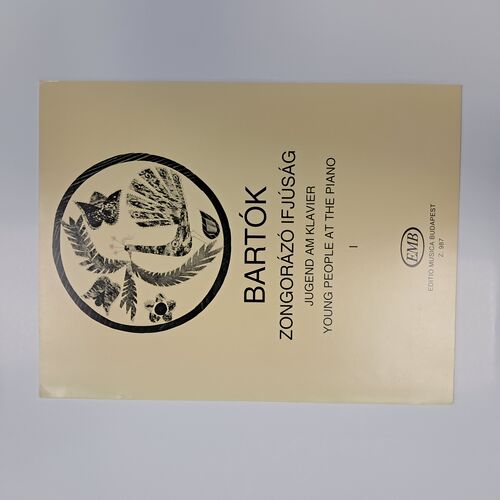 BARTÓK
ZONGORÁZÓ IFJÚSÁG
JUGEND AM KLAVIER
YOUNG PEOPLE AT THE PIANO
I
EMB
EDITIO MUSICA BUDAPEST
Z. 987